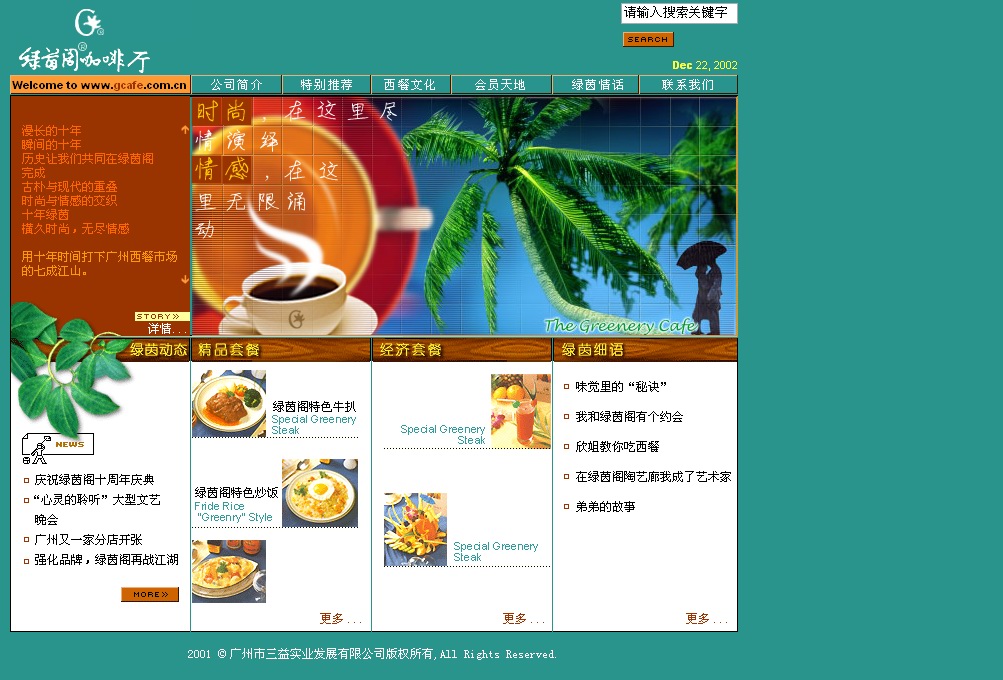 请输入搜索关键字
SEARCH
绿茵阁咖啡厅
®
Dec 22, 2002
Welcome to www.gcafe.com.cn
公司简介
特别推荐
西餐文化
会员天地
绿茵情话
联系我们
漫长的十年
瞬间的十年
历史让我们共同在绿茵阁
完成
古朴与现代的重叠
时尚与情感的交织
十年绿茵
横久时尚，无尽情感
用十年时间打下广州西餐市场
的七成江山。
STORY»
详情...
时尚，在这里尽
情演绎
情感，在这
里无限涌
动
The Greenery Cafe
绿茵动态
精品套餐
经济套餐
绿茵细语
NEWS
庆祝绿茵阁十周年庆典
“心灵的聆听”大型文艺
晚会
广州又一家分店开张
强化品牌，绿茵阁再战江湖
MORE»
绿茵阁特色牛扒
Special Greenery
Steak
绿茵阁特色炒饭
Fride Rice
"Greenry" Style
更多...
Special Greenery
Steak
Special Greenery
Steak
更多...
味觉里的“秘诀”
我和绿茵阁有个约会
欣姐教你吃西餐
在绿茵阁陶艺廊我成了艺术家
弟弟的故事
更多...
2001 © 广州市三益实业发展有限公司版权所有, All Rights Reserved.